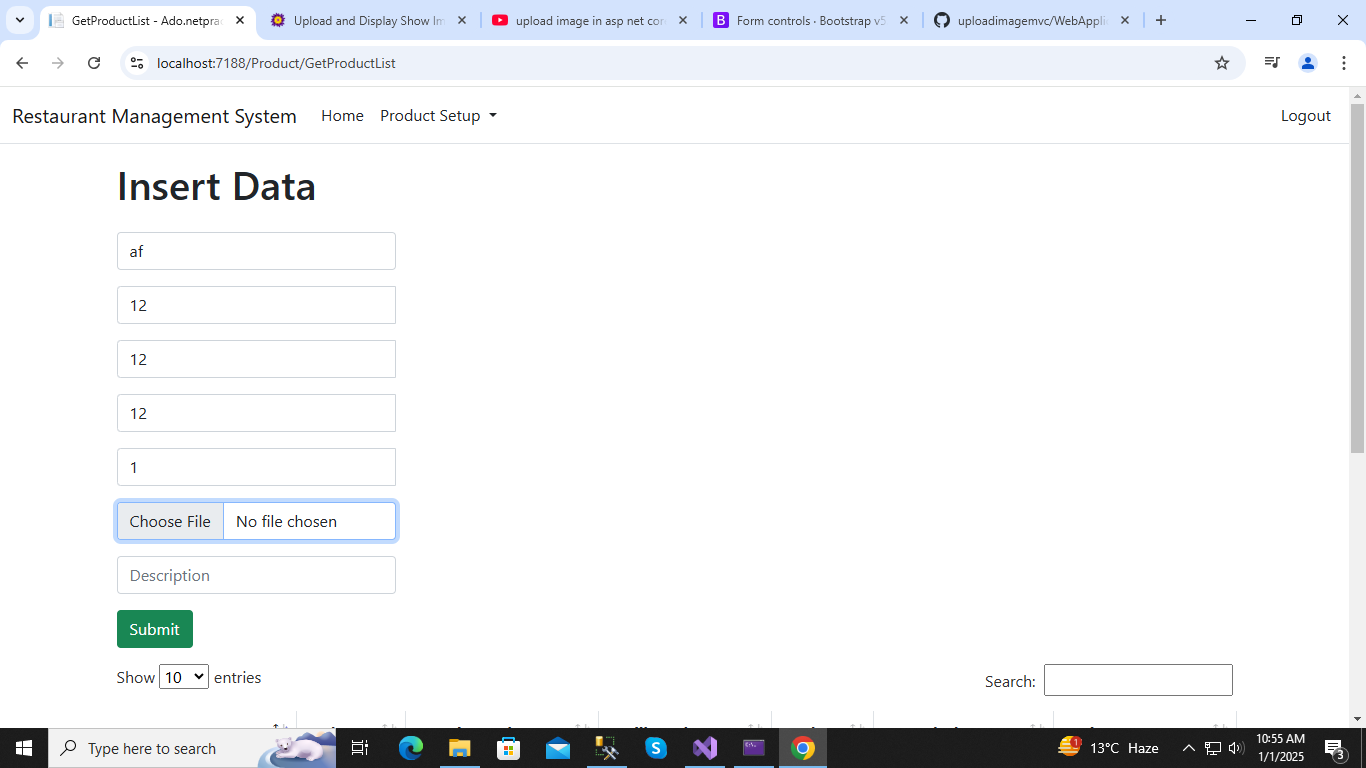 GetProductList - Ado.netprac
Upload and Display Show Im
upload image in asp net cor
Form controls · Bootstrap v5
uploadimagemvc/WebApplic
localhost:7188/Product/GetProductList
Restaurant Management System Home Product Setup Logout
Insert Data
af
12
12
12
1
Choose File No file chosen
Description
Submit
Show 10 entries Search:
Type here to search
13°C Haze
10:55 AM
1/1/2025
1
3